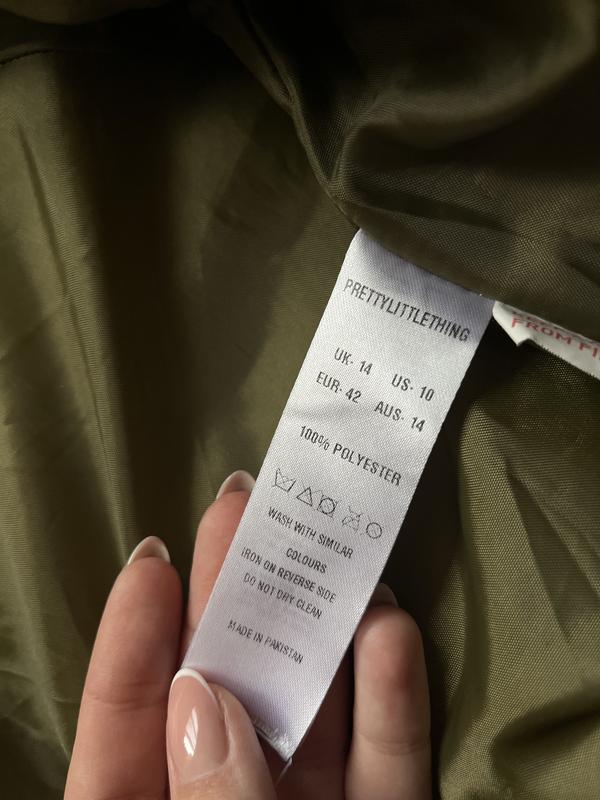 PRETTYLITTLETHING
UK- 14 US- 10
EUR- 42 AUS- 14
100% POLYESTER
WASH WITH SIMILAR
COLOURS
IRON ON REVERSE SIDE
DO NOT DRY CLEAN
MADE IN PAKISTAN
FROM